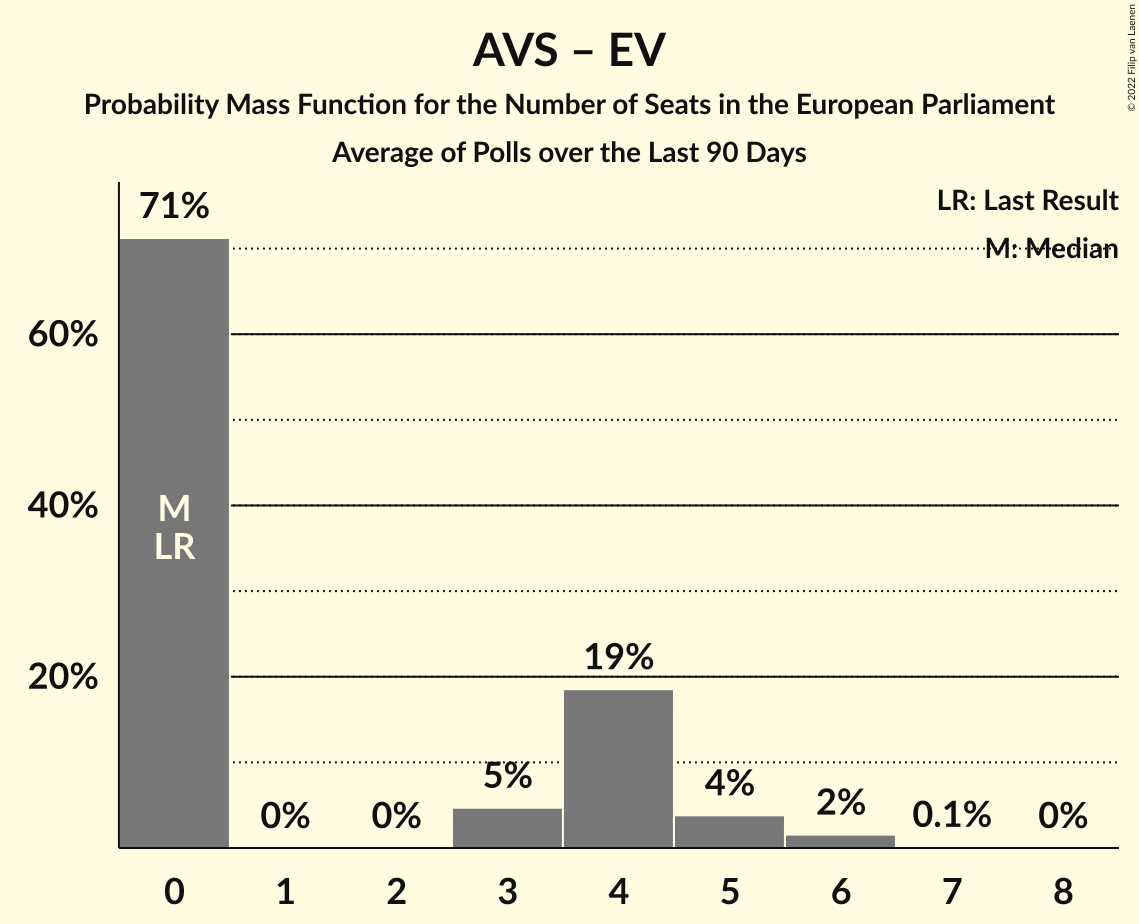 AVS – EV
Probability Mass Function for the Number of Seats in the European Parliament
Average of Polls over the Last 90 Days
© 2022 Filip van Laenen
LR: Last Result
M: Median
71%
60%
40%
20%
M
LR
0%
0%
5%
19%
4%
2%
0.1%
0%
0 1 2 3 4 5 6 7 8